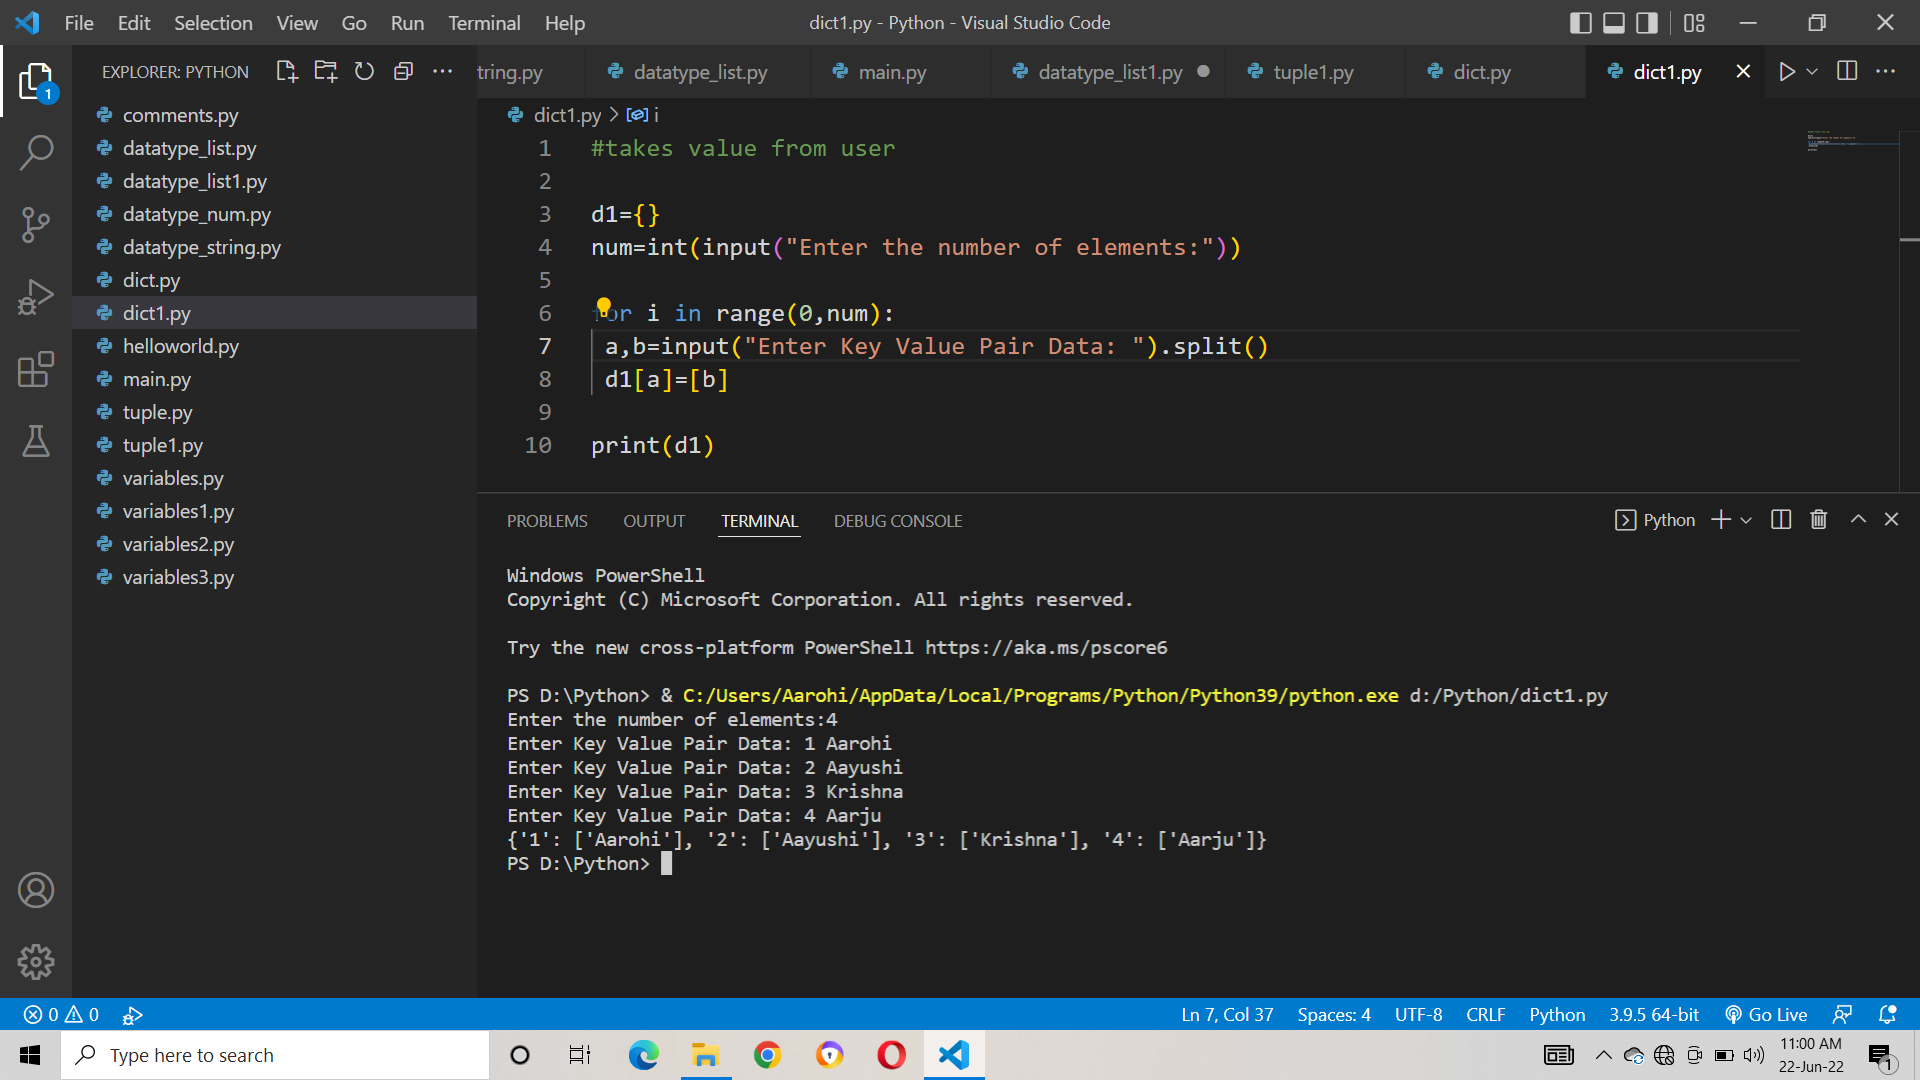 File Edit Selection View Go Run Terminal Help
dict1.py - Python - Visual Studio Code
EXPLORER: PYTHON
1
tring.py datatype_list.py main.py datatype_list1.py tuple1.py dict.py dict1.py
comments.py
datatype_list.py
datatype_list1.py
datatype_num.py
datatype_string.py
dict.py
dict1.py
helloworld.py
main.py
tuple.py
tuple1.py
variables.py
variables1.py
variables2.py
variables3.py
dict1.py > i
1 #takes value from user
2
3 d1={}
4 num=int(input("Enter the number of elements:"))
5
6 for i in range(0,num):
7 a,b=input("Enter Key Value Pair Data: ").split()
8 d1[a]=[b]
9
10 print(d1)
PROBLEMS OUTPUT TERMINAL DEBUG CONSOLE
Python
Windows PowerShell
Copyright (C) Microsoft Corporation. All rights reserved.
Try the new cross-platform PowerShell https://aka.ms/pscore6
PS D:\Python> & C:/Users/Aarohi/AppData/Local/Programs/Python/Python39/python.exe d:/Python/dict1.py
Enter the number of elements:4
Enter Key Value Pair Data: 1 Aarohi
Enter Key Value Pair Data: 2 Aayushi
Enter Key Value Pair Data: 3 Krishna
Enter Key Value Pair Data: 4 Aarju
{'1': ['Aarohi'], '2': ['Aayushi'], '3': ['Krishna'], '4': ['Aarju']}
PS D:\Python>
0 0
Ln 7, Col 37 Spaces: 4 UTF-8 CRLF Python 3.9.5 64-bit Go Live
Type here to search
11:00 AM
22-Jun-22
1